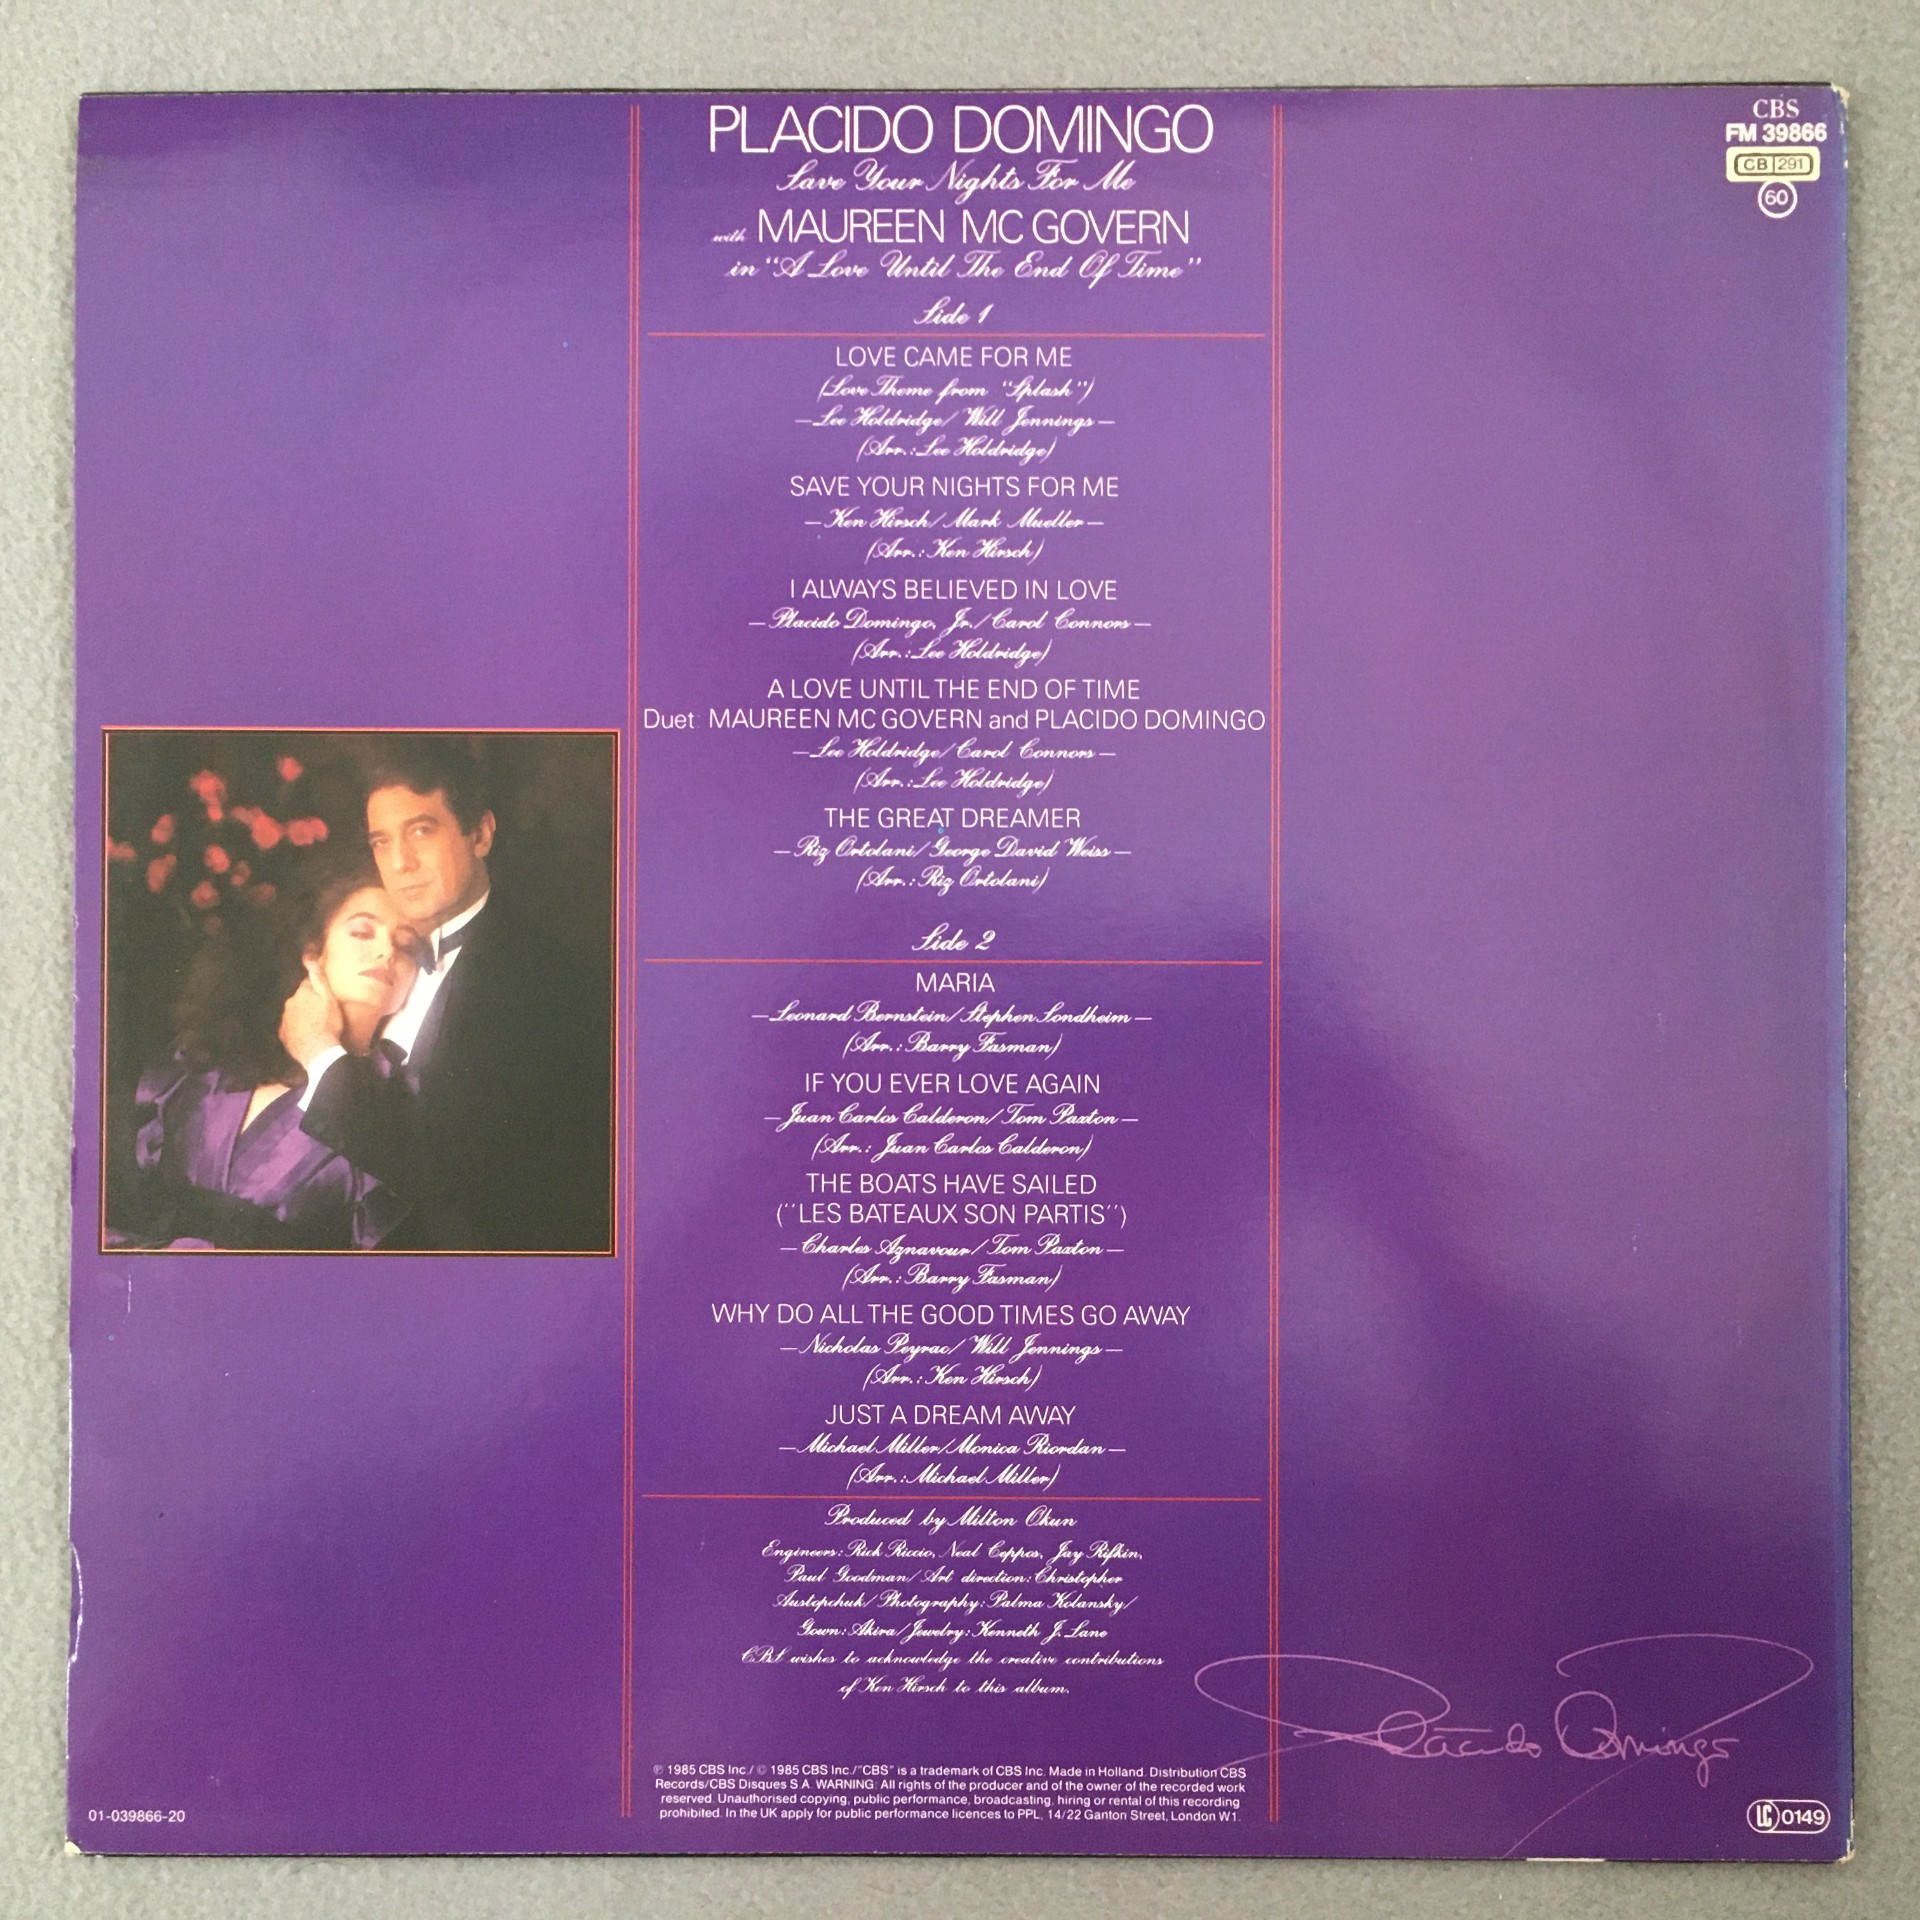 PLACIDO DOMINGO
Save Your Nights For Me
with MAUREEN MC GOVERN
in "A Love Until The End Of Time"
CBS
FM 39866
CB 291
60
Side 1
LOVE CAME FOR ME
(Love Theme from "Splash")
—Lee Holdridge/Will Jennings—
(Arr.: Lee Holdridge)
SAVE YOUR NIGHTS FOR ME
—Ken Hirsch/Mark Mueller—
(Arr.: Ken Hirsch)
I ALWAYS BELIEVED IN LOVE
—Placido Domingo, Jr./Carol Connors—
(Arr.: Lee Holdridge)
A LOVE UNTIL THE END OF TIME
Duet: MAUREEN MC GOVERN and PLACIDO DOMINGO
—Lee Holdridge/Carol Connors—
(Arr.: Lee Holdridge)
THE GREAT DREAMER
—Riz Ortolani/George David Weiss—
(Arr.: Riz Ortolani)
Side 2
MARIA
—Leonard Bernstein/Stephen Sondheim—
(Arr.: Barry Fasman)
IF YOU EVER LOVE AGAIN
—Juan Carlos Calderon/Tom Paxton—
(Arr.: Juan Carlos Calderon)
THE BOATS HAVE SAILED
(''LES BATEAUX SON PARTIS'')
—Charles Aznavour/Tom Paxton—
(Arr.: Barry Fasman)
WHY DO ALL THE GOOD TIMES GO AWAY
—Nicholas Peyrac/Will Jennings—
(Arr.: Ken Hirsch)
JUST A DREAM AWAY
—Michael Miller/Monica Riordan—
(Arr.: Michael Miller)
Produced by Milton Okun
Engineers: Rick Riccio, Neal Ceppos, Jay Rifkin,
Paul Goodman/Art direction: Christopher
Austopchuk/Photography: Palma Kolansky/
Gown: Akira/Jewelry: Kenneth J. Lane
CBS wishes to acknowledge the creative contributions
of Ken Hirsch to this album.
Placido Domingo
℗ 1985 CBS Inc./ © 1985 CBS Inc./"CBS" is a trademark of CBS Inc. Made in Holland. Distribution CBS
Records/CBS Disques S.A. WARNING: All rights of the producer and of the owner of the recorded work
reserved. Unauthorised copying, public performance, broadcasting, hiring or rental of this recording
prohibited. In the UK apply for public performance licences to PPL, 14/22 Ganton Street, London W1.
01-039866-20
LC 0149